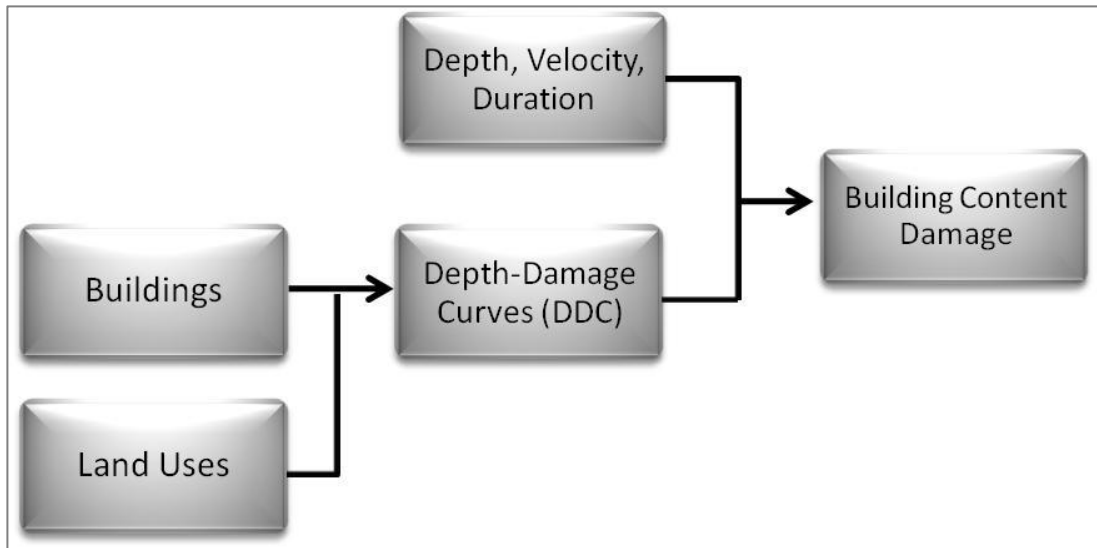 Depth, Velocity,
Duration
Building Content
Damage
Buildings
Depth-Damage
Curves (DDC)
Land Uses